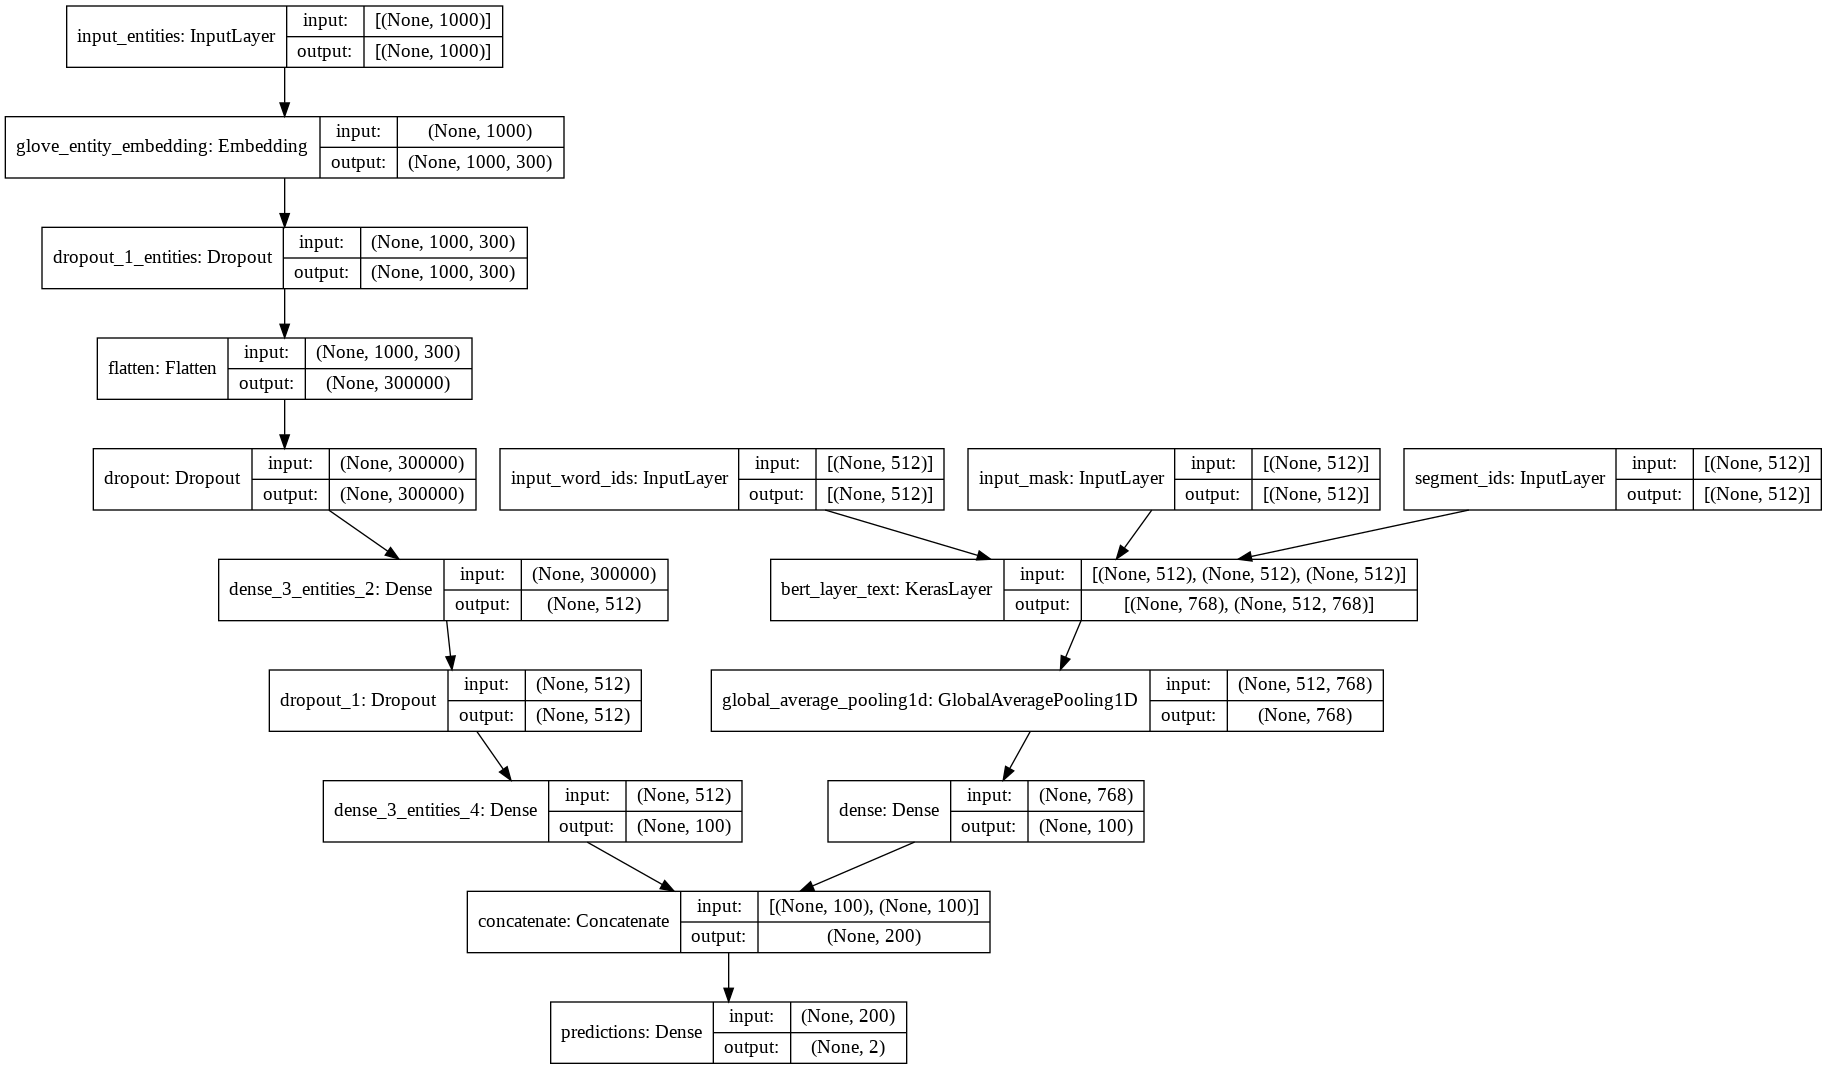 input_entities: InputLayer
input: [(None, 1000)]
output: [(None, 1000)]
glove_entity_embedding: Embedding
input: (None, 1000)
output: (None, 1000, 300)
dropout_1_entities: Dropout
input: (None, 1000, 300)
output: (None, 1000, 300)
flatten: Flatten
input: (None, 1000, 300)
output: (None, 300000)
dropout: Dropout
input: (None, 300000)
output: (None, 300000)
input_word_ids: InputLayer
input: [(None, 512)]
output: [(None, 512)]
input_mask: InputLayer
input: [(None, 512)]
output: [(None, 512)]
segment_ids: InputLayer
input: [(None, 512)]
output: [(None, 512)]
dense_3_entities_2: Dense
input: (None, 300000)
output: (None, 512)
bert_layer_text: KerasLayer
input: [(None, 512), (None, 512), (None, 512)]
output: [(None, 768), (None, 512, 768)]
dropout_1: Dropout
input: (None, 512)
output: (None, 512)
global_average_pooling1d: GlobalAveragePooling1D
input: (None, 512, 768)
output: (None, 768)
dense_3_entities_4: Dense
input: (None, 512)
output: (None, 100)
dense: Dense
input: (None, 768)
output: (None, 100)
concatenate: Concatenate
input: [(None, 100), (None, 100)]
output: (None, 200)
predictions: Dense
input: (None, 200)
output: (None, 2)